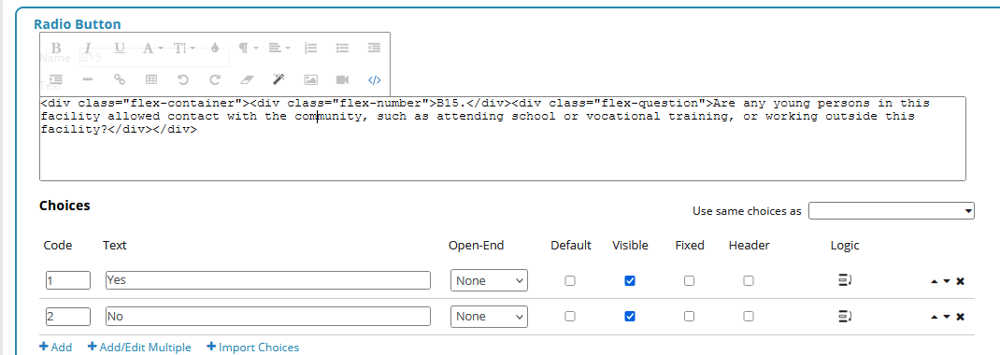 Radio Button
B I U A T!
Name B15
Text
</>
<div class="flex-container"><div class="flex-number">B15.</div><div class="flex-question">Are any young persons in this
facility allowed contact with the community, such as attending school or vocational training, or working outside this
facility?</div></div>
Choices
Use same choices as
Code Text Open-End Default Visible Fixed Header Logic
1 Yes None
2 No None
Add Add/Edit Multiple Import Choices